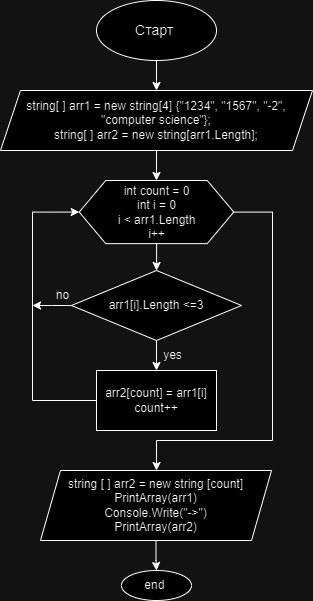 Старт
string[ ] arr1 = new string[4] {"1234", "1567", "-2",
"computer science"};
string[ ] arr2 = new string[arr1.Length];
int count = 0
int i = 0
i < arr1.Length
i++
no
arr1[i].Length <=3
yes
arr2[count] = arr1[i]
count++
string [ ] arr2 = new string [count]
PrintArray(arr1)
Console.Write("->")
PrintArray(arr2)
end